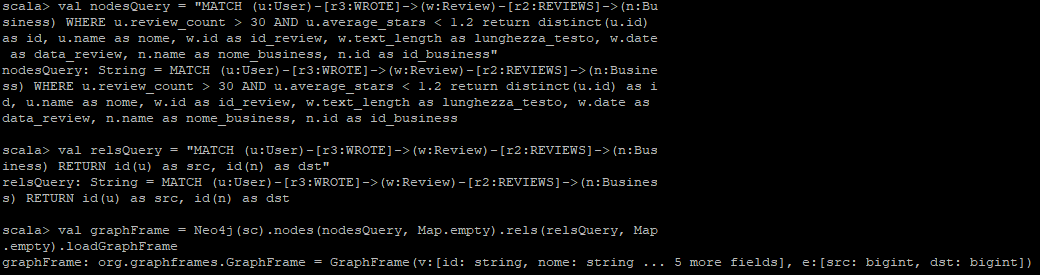 scala> val nodesQuery = "MATCH (u:User)-[r3:WROTE]->(w:Review)-[r2:REVIEWS]->(n:Bu
siness) WHERE u.review_count > 30 AND u.average_stars < 1.2 return distinct(u.id)
as id, u.name as nome, w.id as id_review, w.text_length as lunghezza_testo, w.date
 as data_review, n.name as nome_business, n.id as id_business"
nodesQuery: String = MATCH (u:User)-[r3:WROTE]->(w:Review)-[r2:REVIEWS]->(n:Busine
ss) WHERE u.review_count > 30 AND u.average_stars < 1.2 return distinct(u.id) as i
d, u.name as nome, w.id as id_review, w.text_length as lunghezza_testo, w.date as
data_review, n.name as nome_business, n.id as id_business
scala> val relsQuery = "MATCH (u:User)-[r3:WROTE]->(w:Review)-[r2:REVIEWS]->(n:Bus
iness) RETURN id(u) as src, id(n) as dst"
relsQuery: String = MATCH (u:User)-[r3:WROTE]->(w:Review)-[r2:REVIEWS]->(n:Busines
s) RETURN id(u) as src, id(n) as dst
scala> val graphFrame = Neo4j(sc).nodes(nodesQuery, Map.empty).rels(relsQuery, Map
.empty).loadGraphFrame
graphFrame: org.graphframes.GraphFrame = GraphFrame(v:[id: string, nome: string ... 5 more fields], e:[src: bigint, dst: bigint])